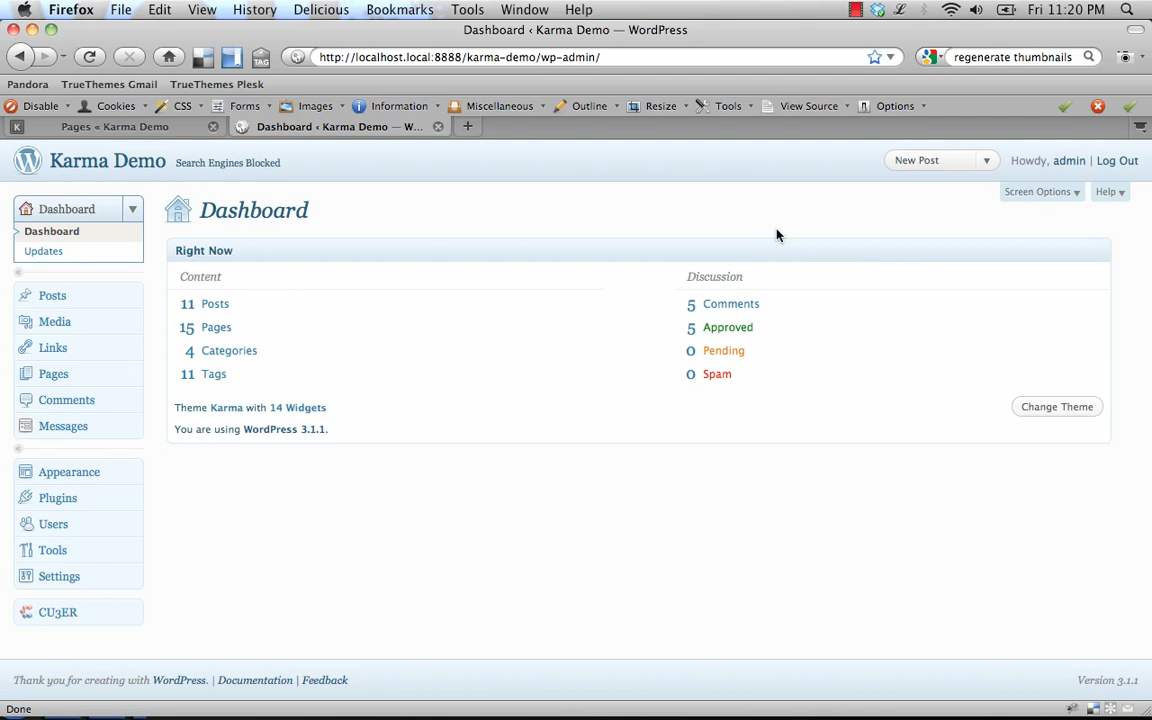 Firefox File Edit View History Delicious Bookmarks Tools Window Help Fri 11:20 PM
Dashboard ‹ Karma Demo — WordPress
TAG http://localhost.local:8888/karma-demo/wp-admin/ regenerate thumbnails
Pandora TrueThemes Gmail TrueThemes Plesk
Disable Cookies CSS Forms Images Information Miscellaneous Outline Resize Tools View Source Options
K Pages « Karma Demo Dashboard ‹ Karma Demo — W...
Karma Demo Search Engines Blocked New Post Howdy, admin | Log Out
Screen Options Help
Dashboard
Dashboard
Updates
Posts
Media
Links
Pages
Comments
Messages
Appearance
Plugins
Users
Tools
Settings
CU3ER
Dashboard
Right Now
Content
11 Posts
15 Pages
4 Categories
11 Tags
Discussion
5 Comments
5 Approved
0 Pending
0 Spam
Theme Karma with 14 Widgets Change Theme
You are using WordPress 3.1.1.
Thank you for creating with WordPress. | Documentation | Feedback Version 3.1.1
Done